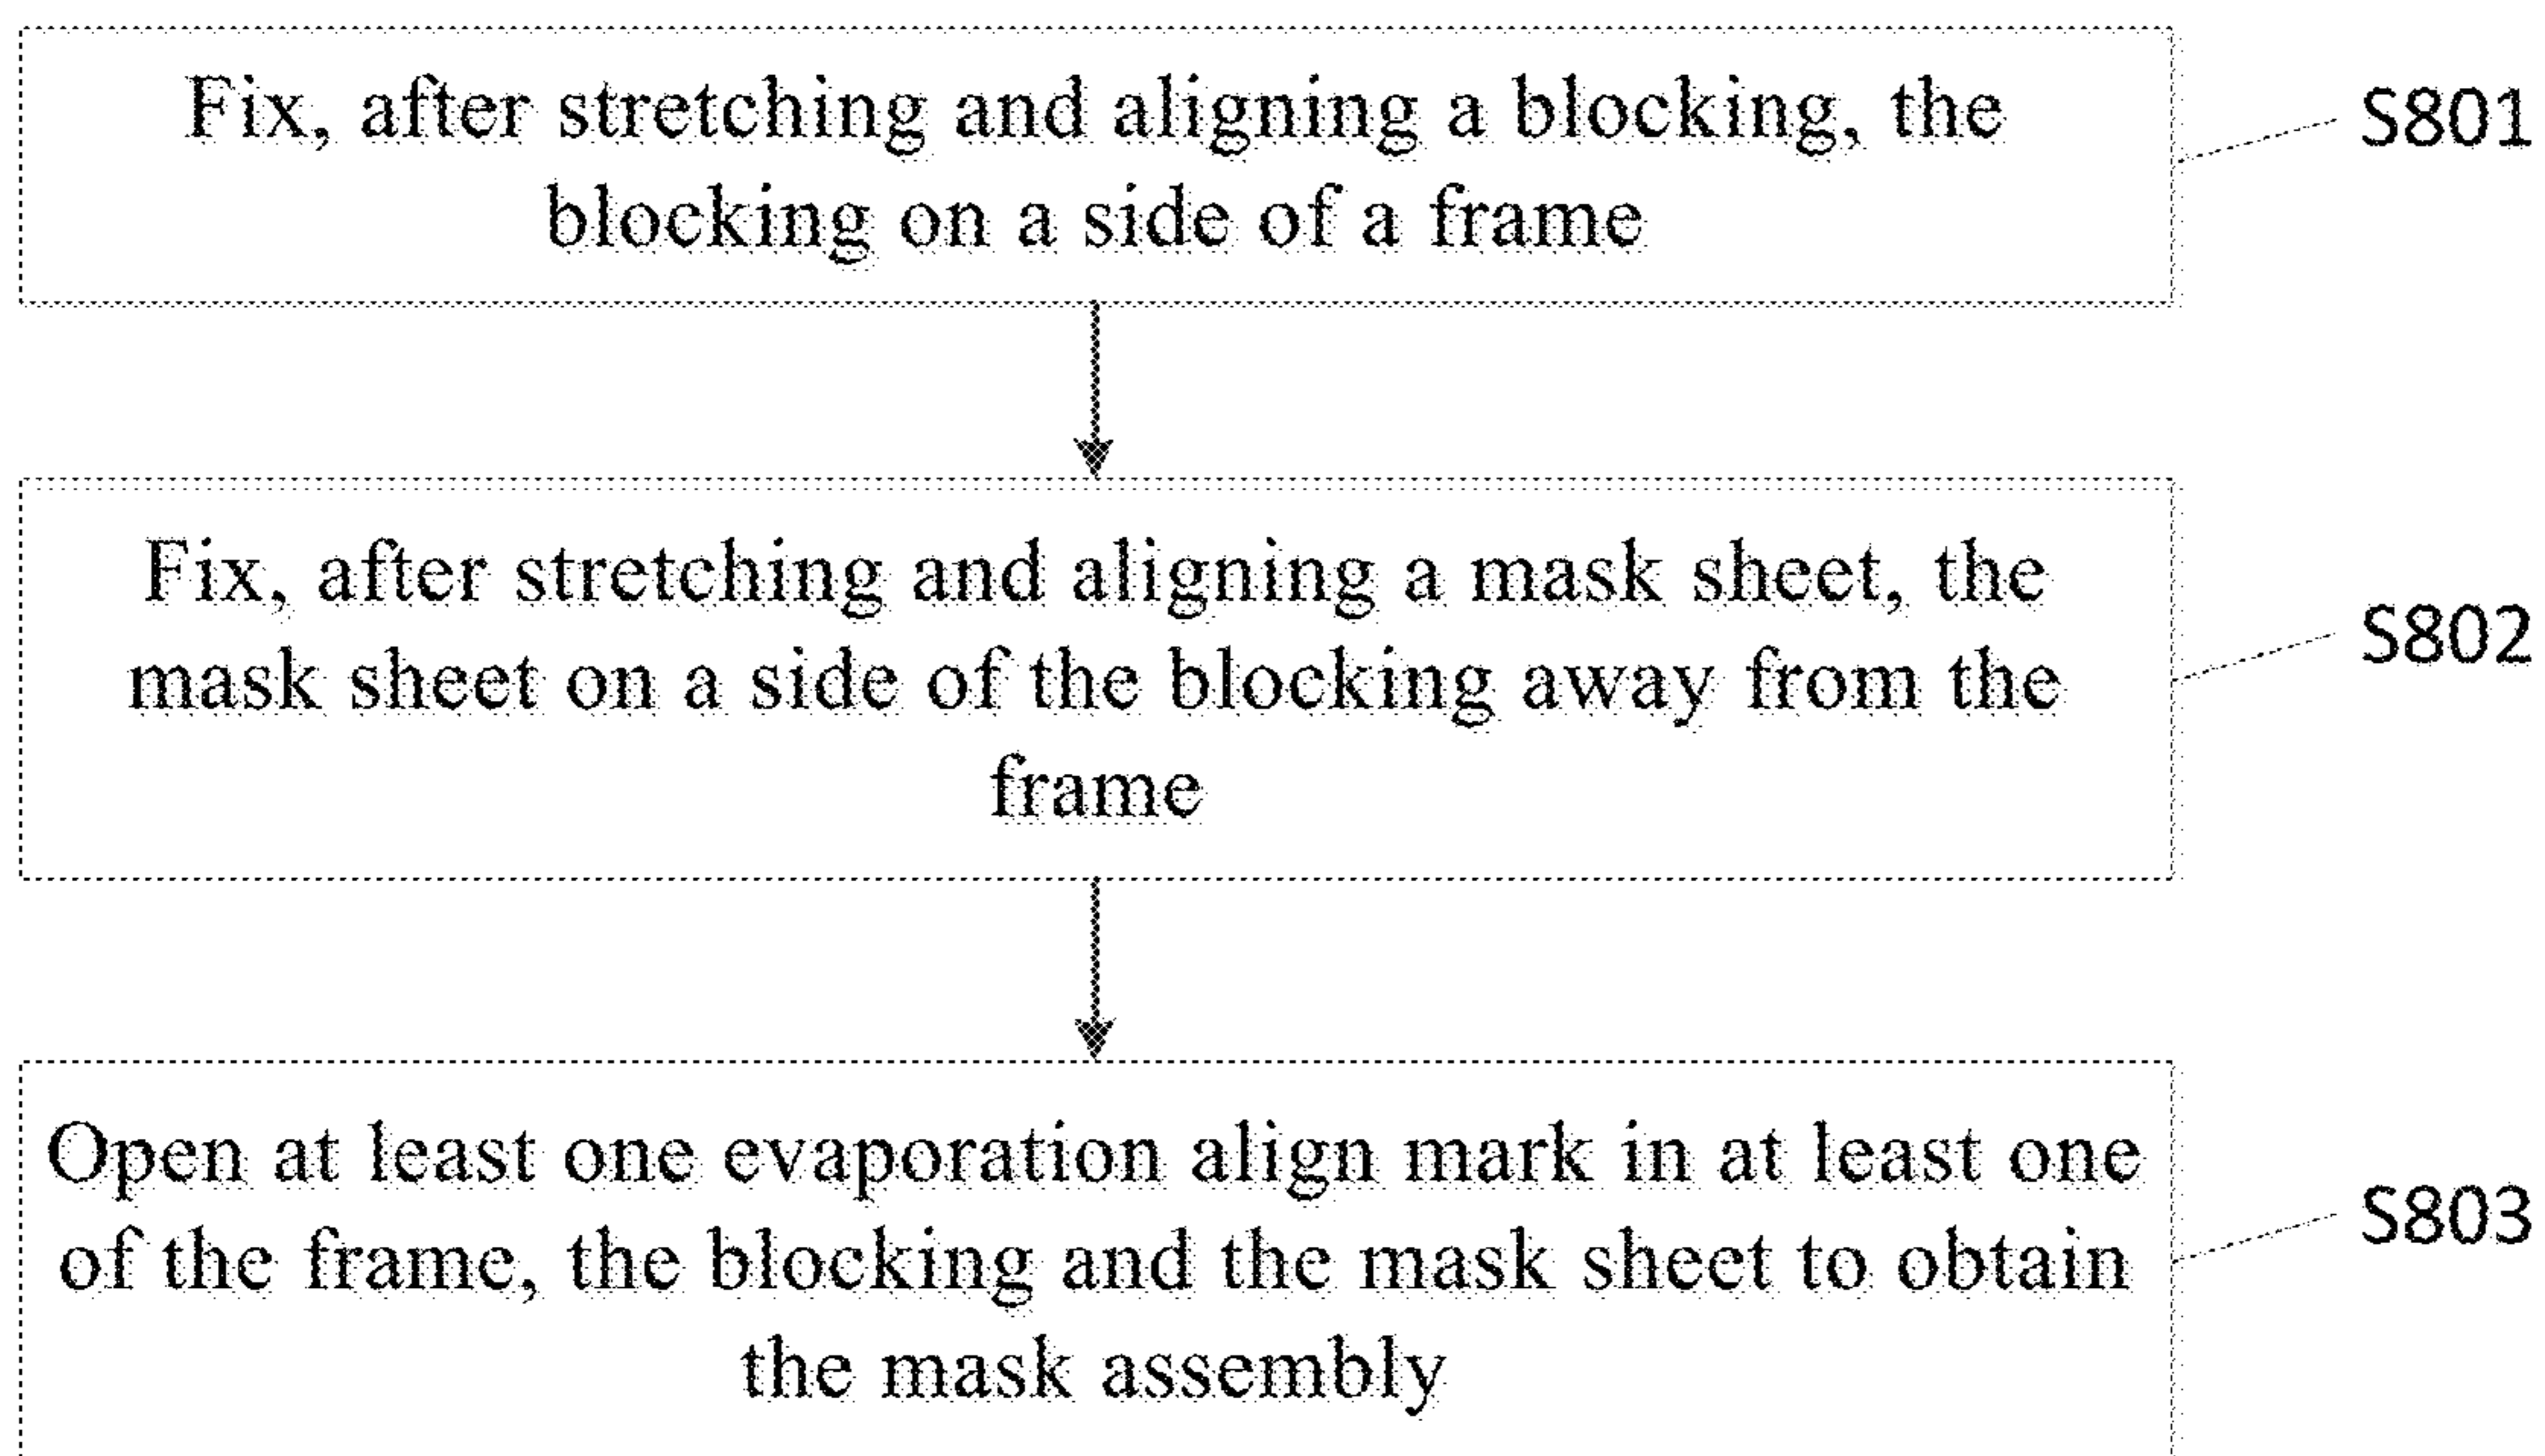 Fix, after stretching and aligning a blocking, the
blocking on a side of a frame
S801
Fix, after stretching and aligning a mask sheet, the
mask sheet on a side of the blocking away from the
frame
S802
Open at least one evaporation align mark in at least one
of the frame, the blocking and the mask sheet to obtain
the mask assembly
S803